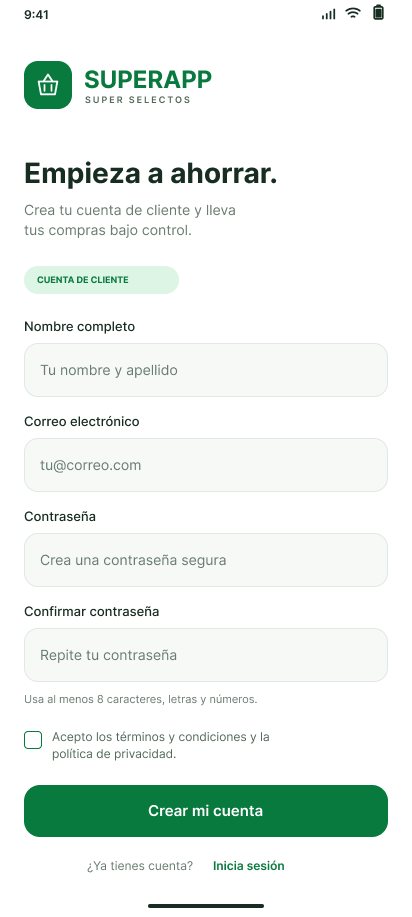 9:41
SUPERAPP
SUPER SELECTOS
Empieza a ahorrar.
Crea tu cuenta de cliente y lleva
tus compras bajo control.
CUENTA DE CLIENTE
Nombre completo
Tu nombre y apellido
Correo electrónico
tu@correo.com
Contraseña
Crea una contraseña segura
Confirmar contraseña
Repite tu contraseña
Usa al menos 8 caracteres, letras y números.
Acepto los términos y condiciones y la
política de privacidad.
Crear mi cuenta
¿Ya tienes cuenta? Inicia sesión